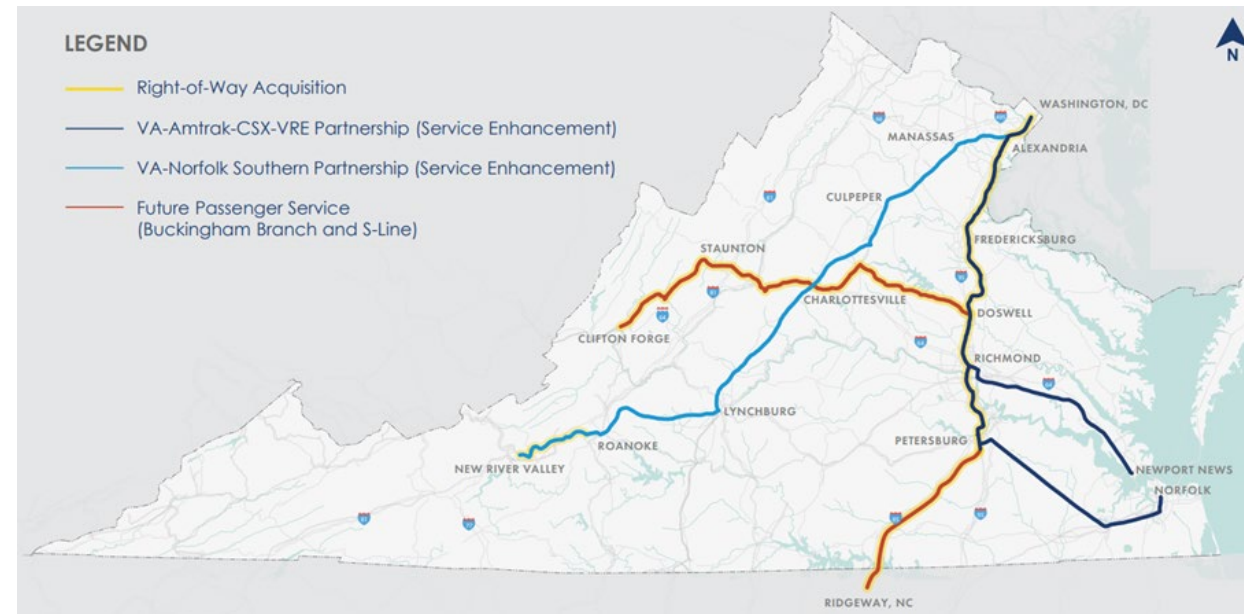 LEGEND
Right-of-Way Acquisition
VA-Amtrak-CSX-VRE Partnership (Service Enhancement)
VA-Norfolk Southern Partnership (Service Enhancement)
Future Passenger Service
(Buckingham Branch and S-Line)
N
WASHINGTON, DC
MANASSAS
ALEXANDRIA
CULPEPER
FREDERICKSBURG
STAUNTON
CHARLOTTESVILLE
DOSWELL
CLIFTON FORGE
RICHMOND
LYNCHBURG
PETERSBURG
ROANOKE
NEW RIVER VALLEY
NEWPORT NEWS
NORFOLK
RIDGEWAY, NC